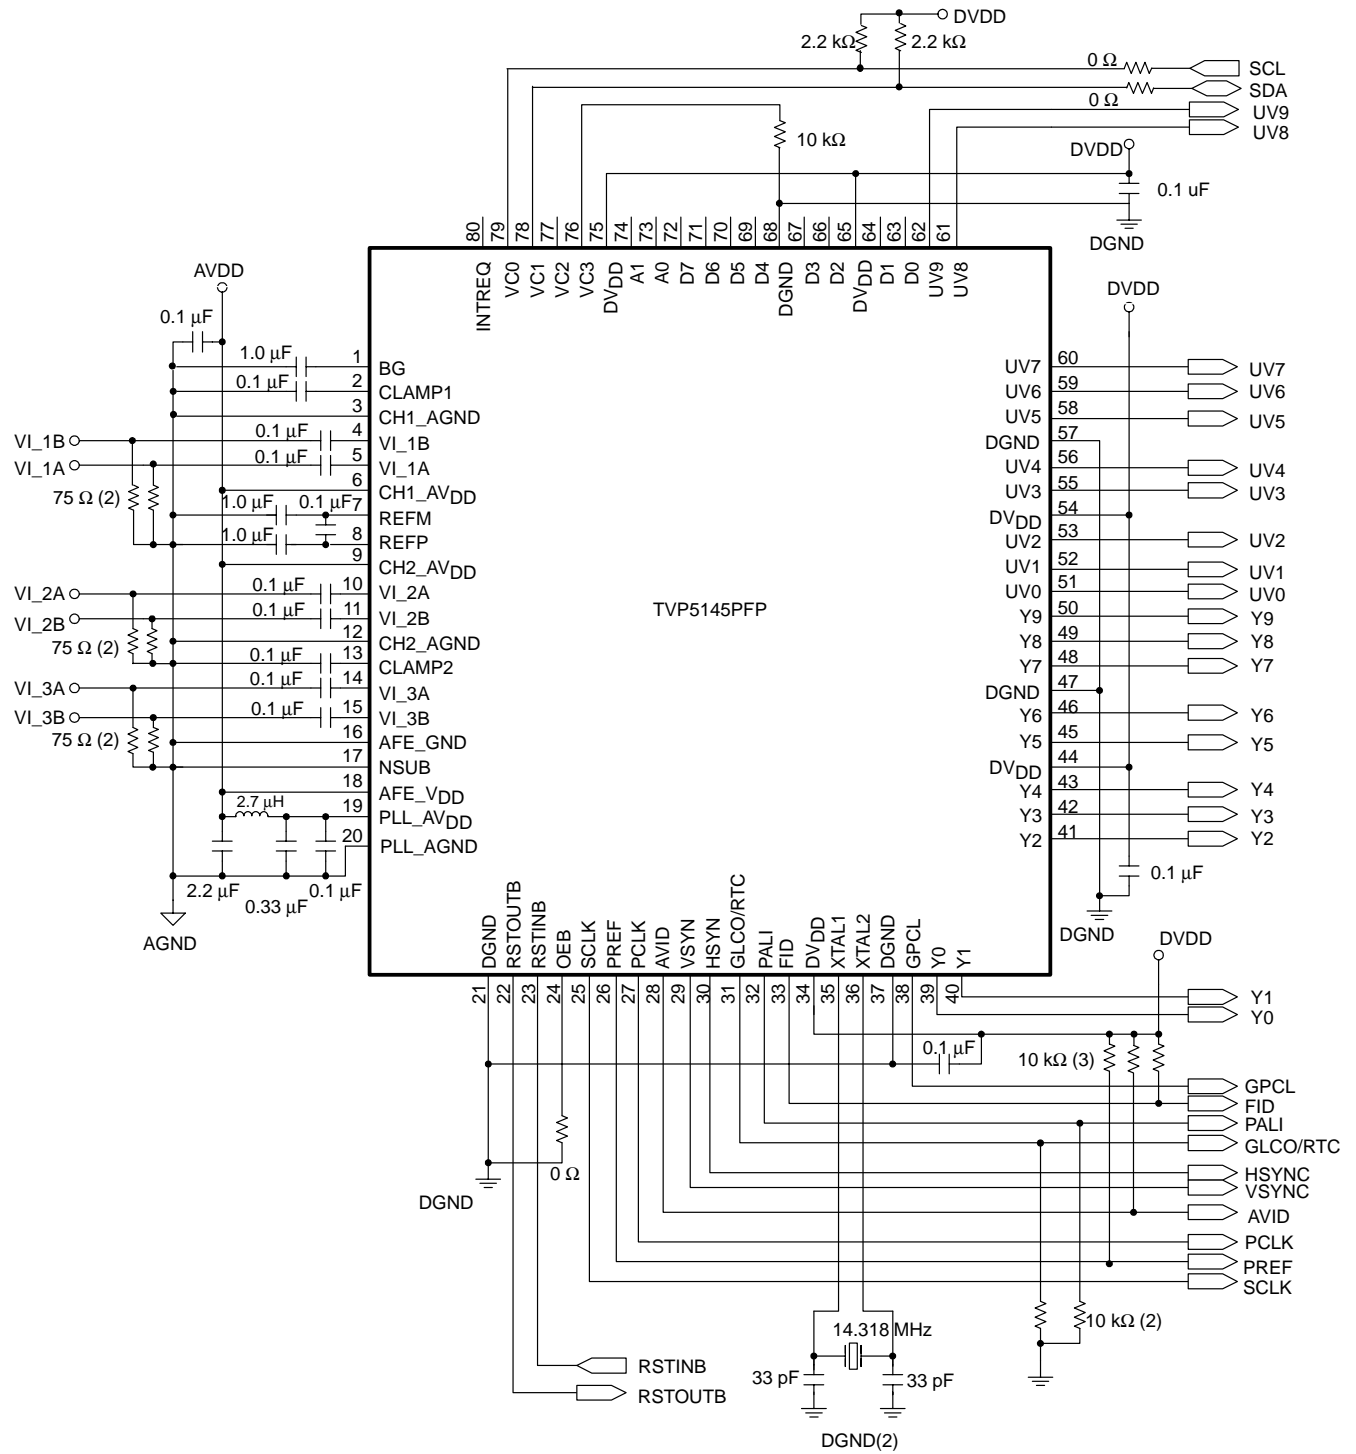 DVDD
2.2 kΩ
2.2 kΩ
0 Ω
SCL
SDA
0 Ω
UV9
UV8
10 kΩ
DVDD
0.1 uF
DGND
80 79 78 77 76 75 74 73 72 71 70 69 68 67 66 65 64 63 62 61
INTREQ VC0 VC1 VC2 VC3 DVDD A1 A0 D7 D6 D5 D4 DGND D3 D2 DVDD D1 D0 UV9 UV8
AVDD
0.1 µF
1.0 µF 1 BG
0.1 µF 2 CLAMP1
3 CH1_AGND
VI_1B 0.1 µF 4 VI_1B
VI_1A 0.1 µF 5 VI_1A
75 Ω (2) 6 CH1_AVDD
1.0 µF 0.1 µF 7 REFM
1.0 µF 8 REFP
9 CH2_AVDD
VI_2A 0.1 µF 10 VI_2A
VI_2B 0.1 µF 11 VI_2B
75 Ω (2) 12 CH2_AGND
0.1 µF 13 CLAMP2
VI_3A 0.1 µF 14 VI_3A
VI_3B 0.1 µF 15 VI_3B
75 Ω (2) 16 AFE_GND
17 NSUB
18 AFE_VDD
2.7 µH 19 PLL_AVDD
20 PLL_AGND
2.2 µF 0.33 µF 0.1 µF
AGND
TVP5145PFP
DVDD
UV7 60 UV7
UV6 59 UV6
UV5 58 UV5
DGND 57
UV4 56 UV4
UV3 55 UV3
DVDD 54
UV2 53 UV2
UV1 52 UV1
UV0 51 UV0
Y9 50 Y9
Y8 49 Y8
Y7 48 Y7
DGND 47
Y6 46 Y6
Y5 45 Y5
DVDD 44
Y4 43 Y4
Y3 42 Y3
Y2 41 Y2
0.1 µF
DGND
DGND RSTOUTB RSTINB OEB SCLK PREF PCLK AVID VSYN HSYN GLCO/RTC PALI FID DVDD XTAL1 XTAL2 DGND GPCL Y0 Y1
21 22 23 24 25 26 27 28 29 30 31 32 33 34 35 36 37 38 39 40
DVDD
Y1
Y0
0.1 µF
10 kΩ (3)
GPCL
FID
PALI
GLCO/RTC
0 Ω
HSYNC
DGND
VSYNC
AVID
PCLK
PREF
SCLK
10 kΩ (2)
14.318 MHz
RSTINB
33 pF
33 pF
RSTOUTB
DGND(2)